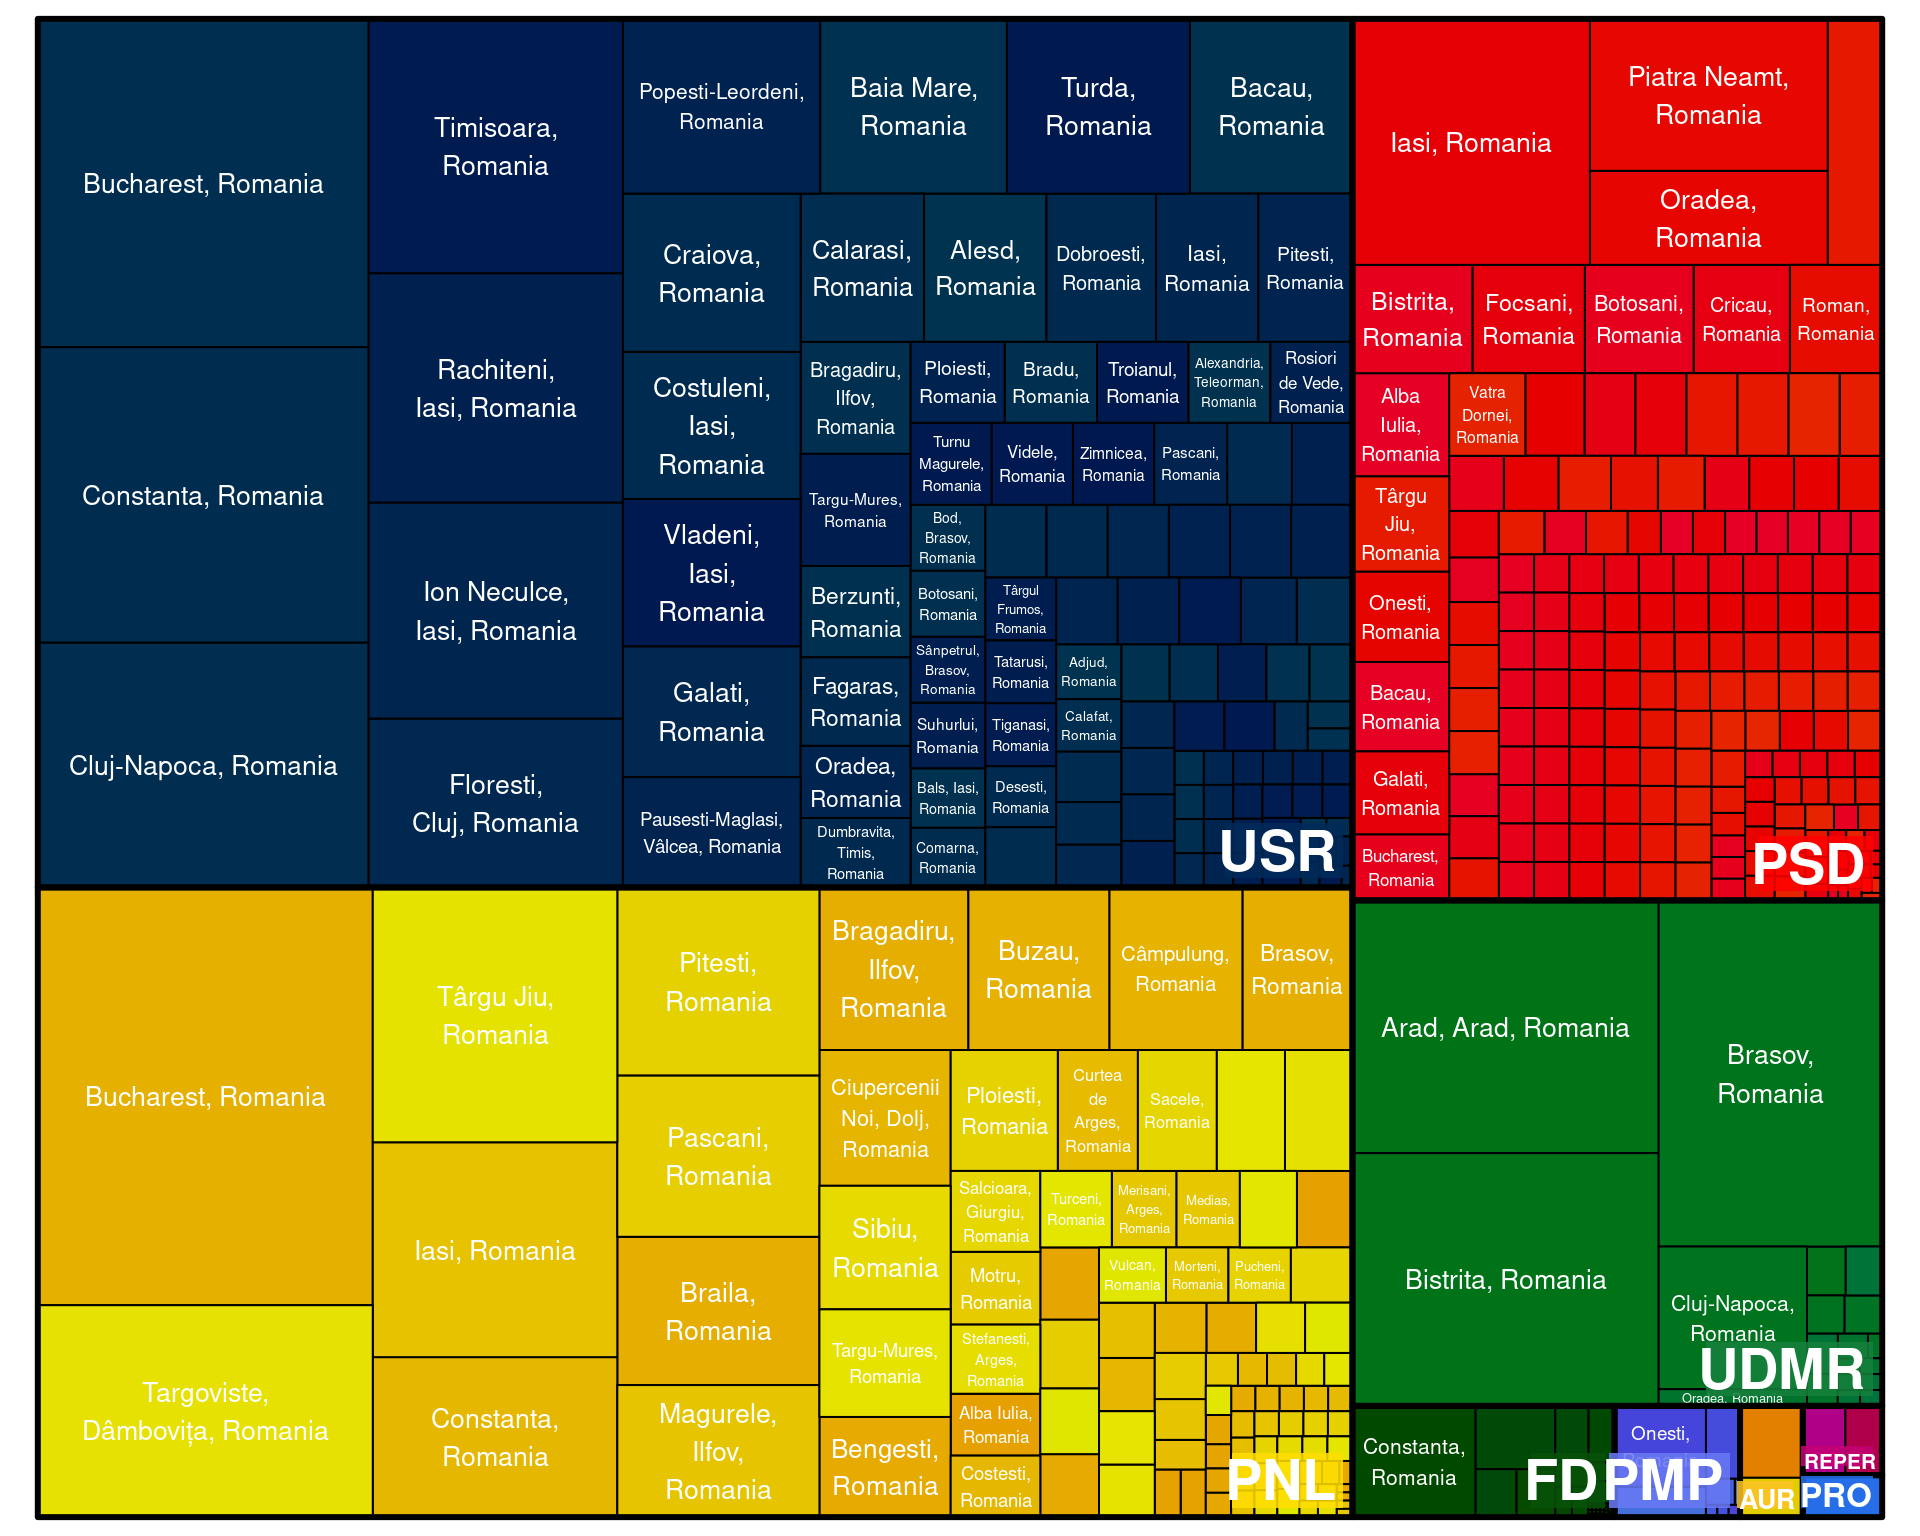 Bucharest, Romania
Constanta, Romania
Cluj-Napoca, Romania
Timisoara,
Romania
Rachiteni,
Iasi, Romania
Ion Neculce,
Iasi, Romania
Floresti,
Cluj, Romania
Popesti-Leordeni,
Romania
Baia Mare,
Romania
Turda,
Romania
Bacau,
Romania
Craiova,
Romania
Costuleni,
Iasi,
Romania
Vladeni,
Iasi,
Romania
Galati,
Romania
Pausesti-Maglasi,
Vâlcea, Romania
Calarasi,
Romania
Alesd,
Romania
Dobroesti,
Romania
Iasi,
Romania
Pitesti,
Romania
Bragadiru,
Ilfov,
Romania
Targu-Mures,
Romania
Berzunti,
Romania
Fagaras,
Romania
Oradea,
Romania
Dumbravita,
Timis,
Romania
Ploiesti,
Romania
Bradu,
Romania
Troianul,
Romania
Alexandria,
Teleorman,
Romania
Rosiori
de Vede,
Romania
Turnu
Magurele,
Romania
Videle,
Romania
Zimnicea,
Romania
Pascani,
Romania
Bod,
Brasov,
Romania
Botosani,
Romania
Sânpetrul,
Brasov,
Romania
Suhurlui,
Romania
Bals, Iasi,
Romania
Comarna,
Romania
Târgul
Frumos,
Romania
Tatarusi,
Romania
Tiganasi,
Romania
Desesti,
Romania
Adjud,
Romania
Calafat,
Romania
USR
Iasi, Romania
Piatra Neamt,
Romania
Oradea,
Romania
Bistrita,
Romania
Focsani,
Romania
Botosani,
Romania
Cricau,
Romania
Roman,
Romania
Alba
Iulia,
Romania
Vatra
Dornei,
Romania
Târgu
Jiu,
Romania
Onesti,
Romania
Bacau,
Romania
Galati,
Romania
Bucharest,
Romania
PSD
Bucharest, Romania
Targoviste,
Dâmbovița, Romania
Târgu Jiu,
Romania
Iasi, Romania
Constanta,
Romania
Pitesti,
Romania
Pascani,
Romania
Braila,
Romania
Magurele,
Ilfov,
Romania
Bragadiru,
Ilfov,
Romania
Buzau,
Romania
Câmpulung,
Romania
Brasov,
Romania
Ciupercenii
Noi, Dolj,
Romania
Sibiu,
Romania
Targu-Mures,
Romania
Bengesti,
Romania
Ploiesti,
Romania
Curtea
de
Arges,
Romania
Sacele,
Romania
Salcioara,
Giurgiu,
Romania
Turceni,
Romania
Merisani,
Arges,
Romania
Medias,
Romania
Motru,
Romania
Vulcan,
Romania
Morteni,
Romania
Pucheni,
Romania
Stefanesti,
Arges,
Romania
Alba Iulia,
Romania
Costesti,
Romania
PNL
Arad, Arad, Romania
Bistrita, Romania
Brasov,
Romania
Cluj-Napoca,
Romania
UDMR
Oradea, Romania
Constanta,
Romania
FD
Onesti,
Romania
PMP
AUR
REPER
PRO